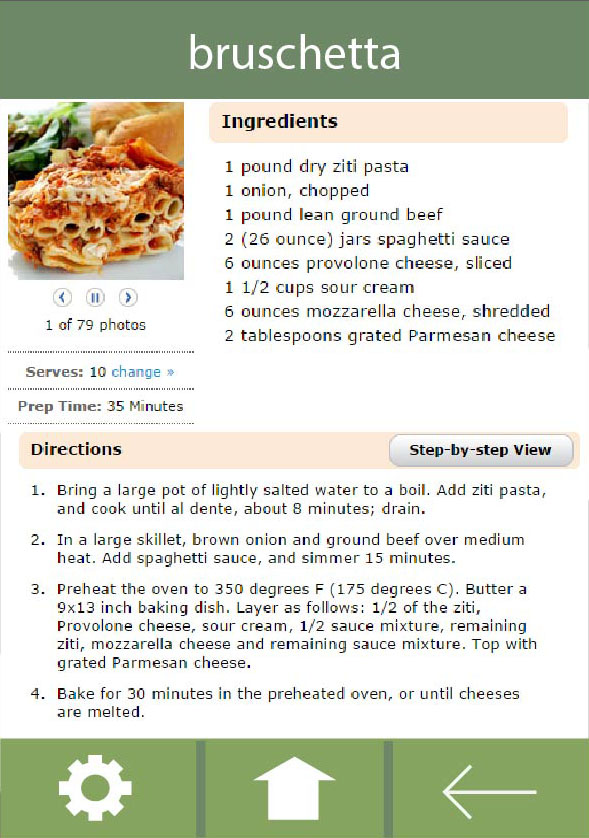 bruschetta
Ingredients
1 pound dry ziti pasta
1 onion, chopped
1 pound lean ground beef
2 (26 ounce) jars spaghetti sauce
6 ounces provolone cheese, sliced
1 1/2 cups sour cream
6 ounces mozzarella cheese, shredded
2 tablespoons grated Parmesan cheese
1 of 79 photos
Serves: 10 change »
Prep Time: 35 Minutes
Directions
Step-by-step View
1. Bring a large pot of lightly salted water to a boil. Add ziti pasta,
and cook until al dente, about 8 minutes; drain.
2. In a large skillet, brown onion and ground beef over medium
heat. Add spaghetti sauce, and simmer 15 minutes.
3. Preheat the oven to 350 degrees F (175 degrees C). Butter a
9x13 inch baking dish. Layer as follows: 1/2 of the ziti,
Provolone cheese, sour cream, 1/2 sauce mixture, remaining
ziti, mozzarella cheese and remaining sauce mixture. Top with
grated Parmesan cheese.
4. Bake for 30 minutes in the preheated oven, or until cheeses
are melted.